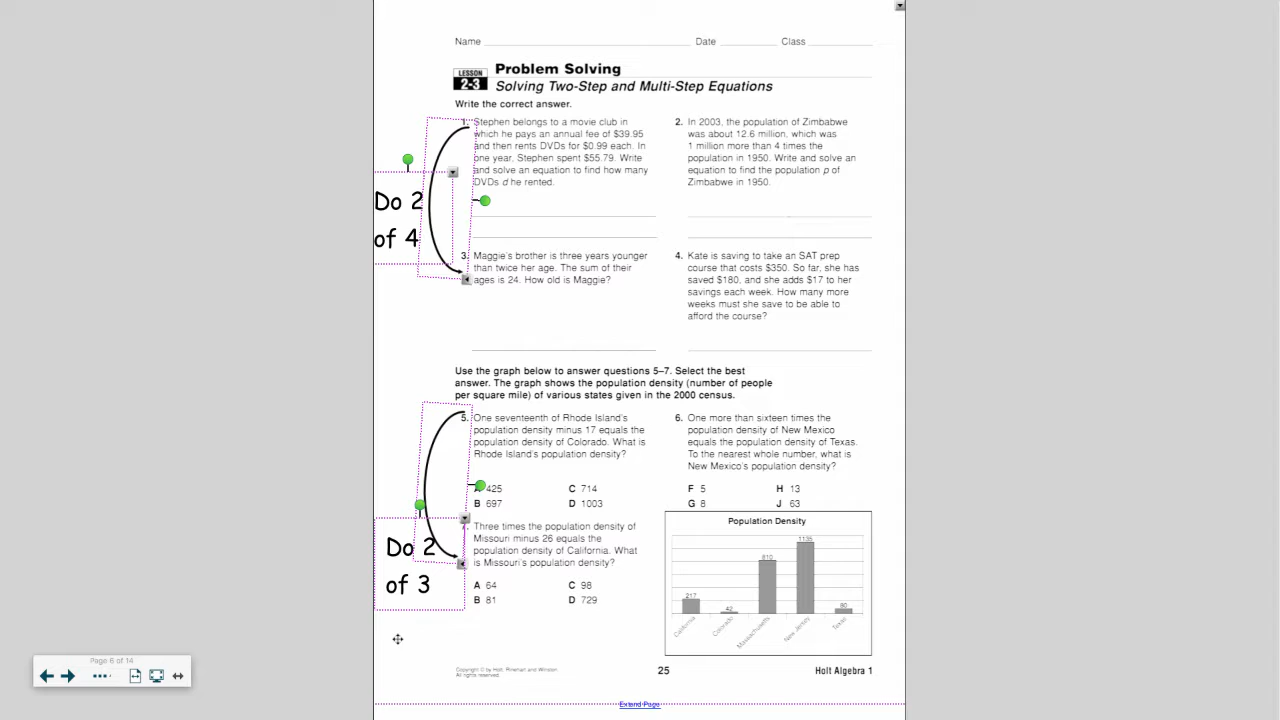 Name Date Class
LESSON
2-3
Problem Solving
Solving Two-Step and Multi-Step Equations
Write the correct answer.
1. Stephen belongs to a movie club in
which he pays an annual fee of $39.95
and then rents DVDs for $0.99 each. In
one year. Stephen spent $55.79. Write
and solve an equation to find how many
DVDs d he rented.
2. In 2003, the population of Zimbabwe
was about 12.6 million, which was
1 million more than 4 times the
population in 1950. Write and solve an
equation to find the population p of
Zimbabwe in 1950.
Do 2
of 4
3. Maggie's brother is three years younger
than twice her age. The sum of their
ages is 24. How old is Maggie?
4. Kate is saving to take an SAT prep
course that costs $350. So far, she has
saved $180, and she adds $17 to her
savings each week. How many more
weeks must she save to be able to
afford the course?
Use the graph below to answer questions 5–7. Select the best
answer. The graph shows the population density (number of people
per square mile) of various states given in the 2000 census.
5. One seventeenth of Rhode Island's
population density minus 17 equals the
population density of Colorado. What is
Rhode Island's population density?
A 425 C 714
B 697 D 1003
6. One more than sixteen times the
population density of New Mexico
equals the population density of Texas.
To the nearest whole number, what is
New Mexico's population density?
F 5 H 13
G 8 J 63
Do 2
of 3
Three times the population density of
Missouri minus 26 equals the
population density of California. What
is Missouri's population density?
A 64 C 98
B 81 D 729
Population Density
217
42
810
1135
80
California
Colorado
Massachusetts
New Jersey
Texas
Copyright © by Holt, Rinehart and Winston.
All rights reserved.
25
Holt Algebra 1
Page 6 of 14
Extend Page